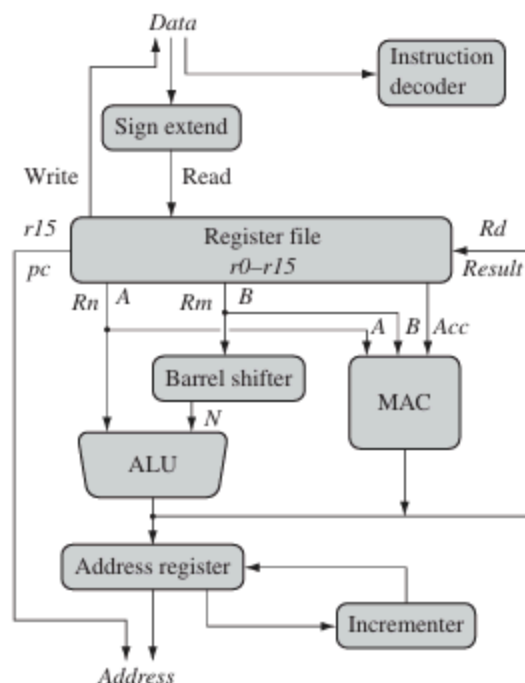 Data
Instruction
decoder
Sign extend
Write
Read
r15
Register file
Rd
pc
r0–r15
Result
Rn
A
Rm
B
A
B
Acc
Barrel shifter
MAC
N
ALU
Address register
Incrementer
Address